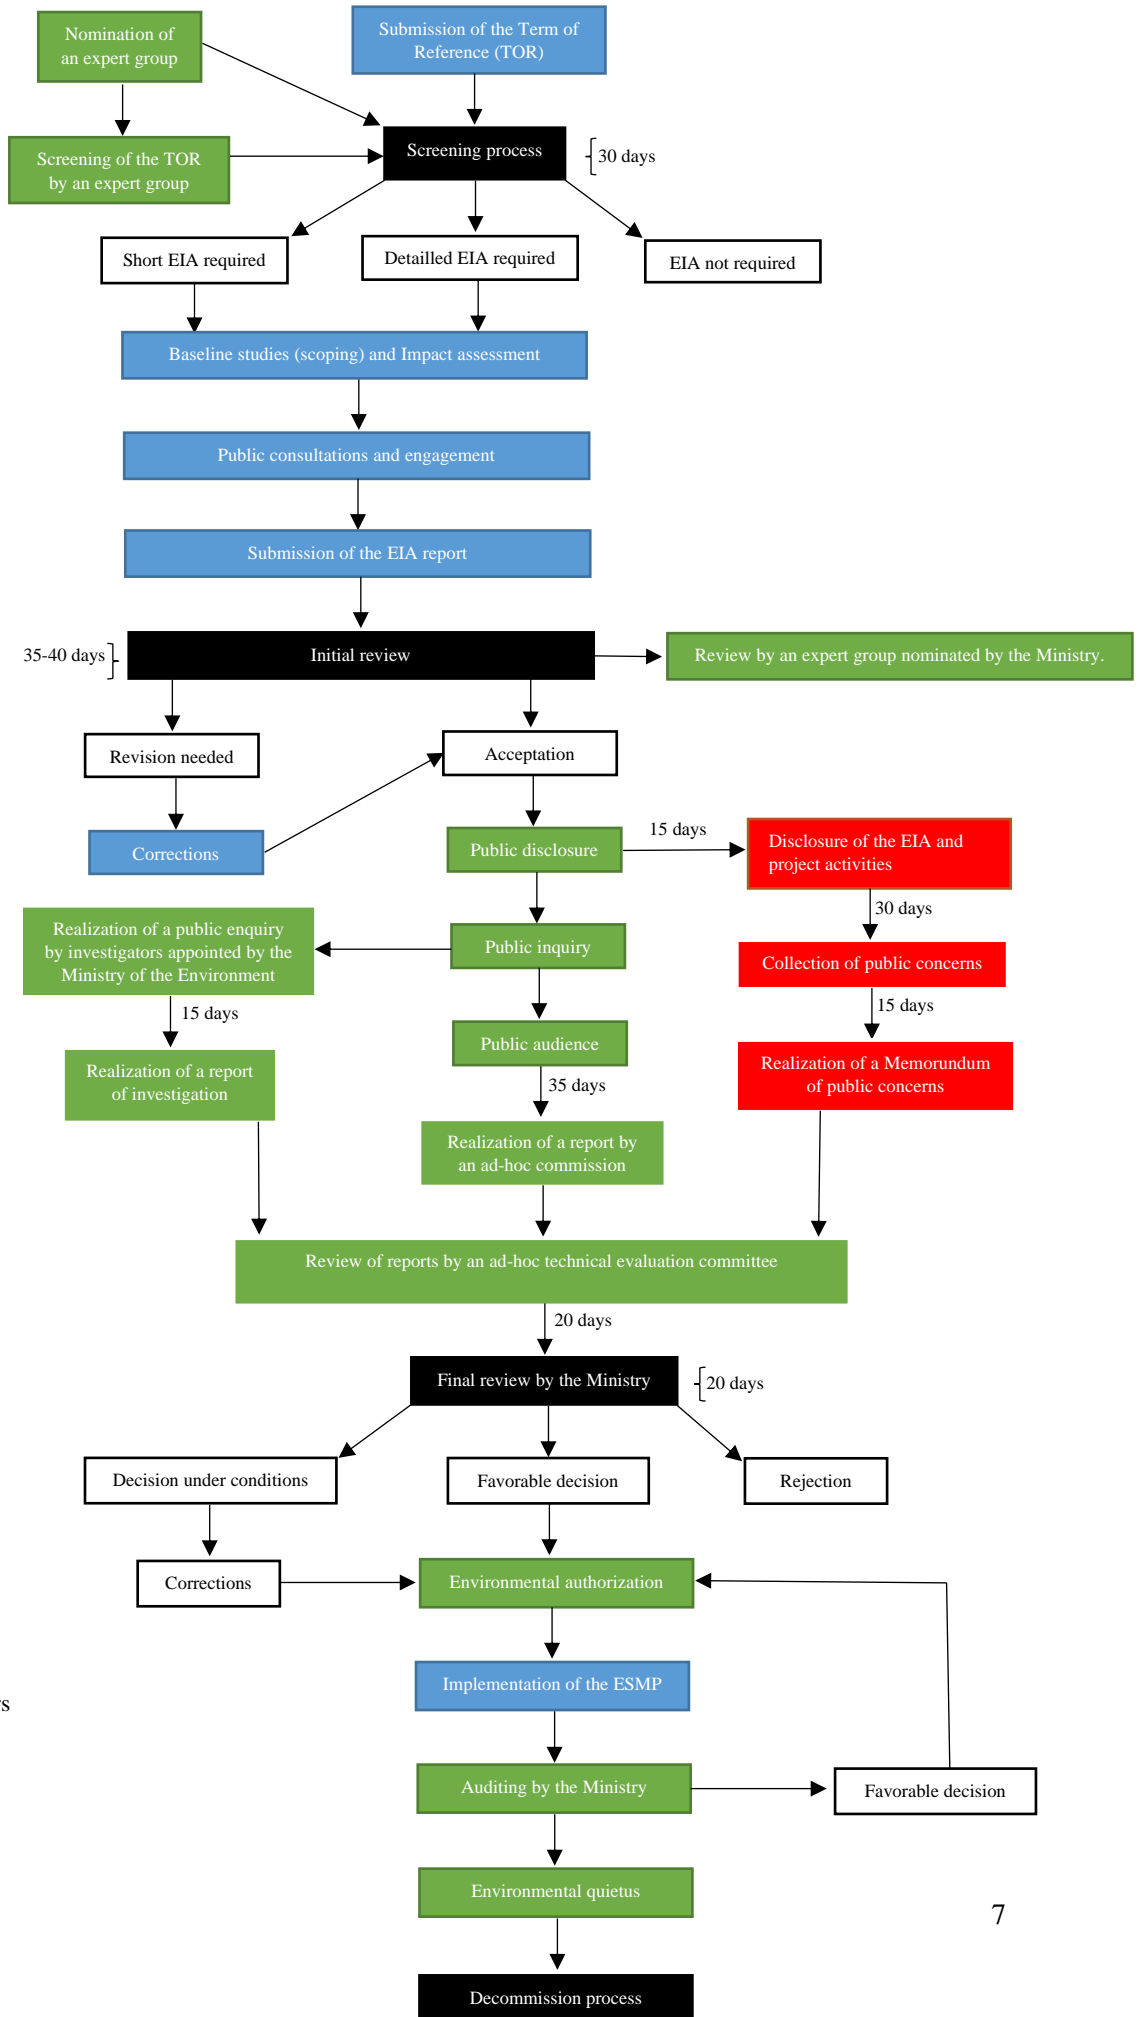 Nomination of
an expert group
Submission of the Term of
Reference (TOR)
Screening of the TOR
by an expert group
Screening process
30 days
Short EIA required
Detailled EIA required
EIA not required
Baseline studies (scoping) and Impact assessment
Public consultations and engagement
Submission of the EIA report
35-40 days
Initial review
Review by an expert group nominated by the Ministry.
Revision needed
Acceptation
Corrections
Public disclosure
15 days
Disclosure of the EIA and
project activities
30 days
Realization of a public enquiry
by investigators appointed by the
Ministry of the Environment
Public inquiry
Collection of public concerns
15 days
15 days
Public audience
Realization of a report
of investigation
35 days
Realization of a Memorundum
of public concerns
Realization of a report by
an ad-hoc commission
Review of reports by an ad-hoc technical evaluation committee
20 days
Final review by the Ministry
20 days
Decision under conditions
Favorable decision
Rejection
Corrections
Environmental authorization
Implementation of the ESMP
rs
Auditing by the Ministry
Favorable decision
Environmental quietus
7
Decommission process